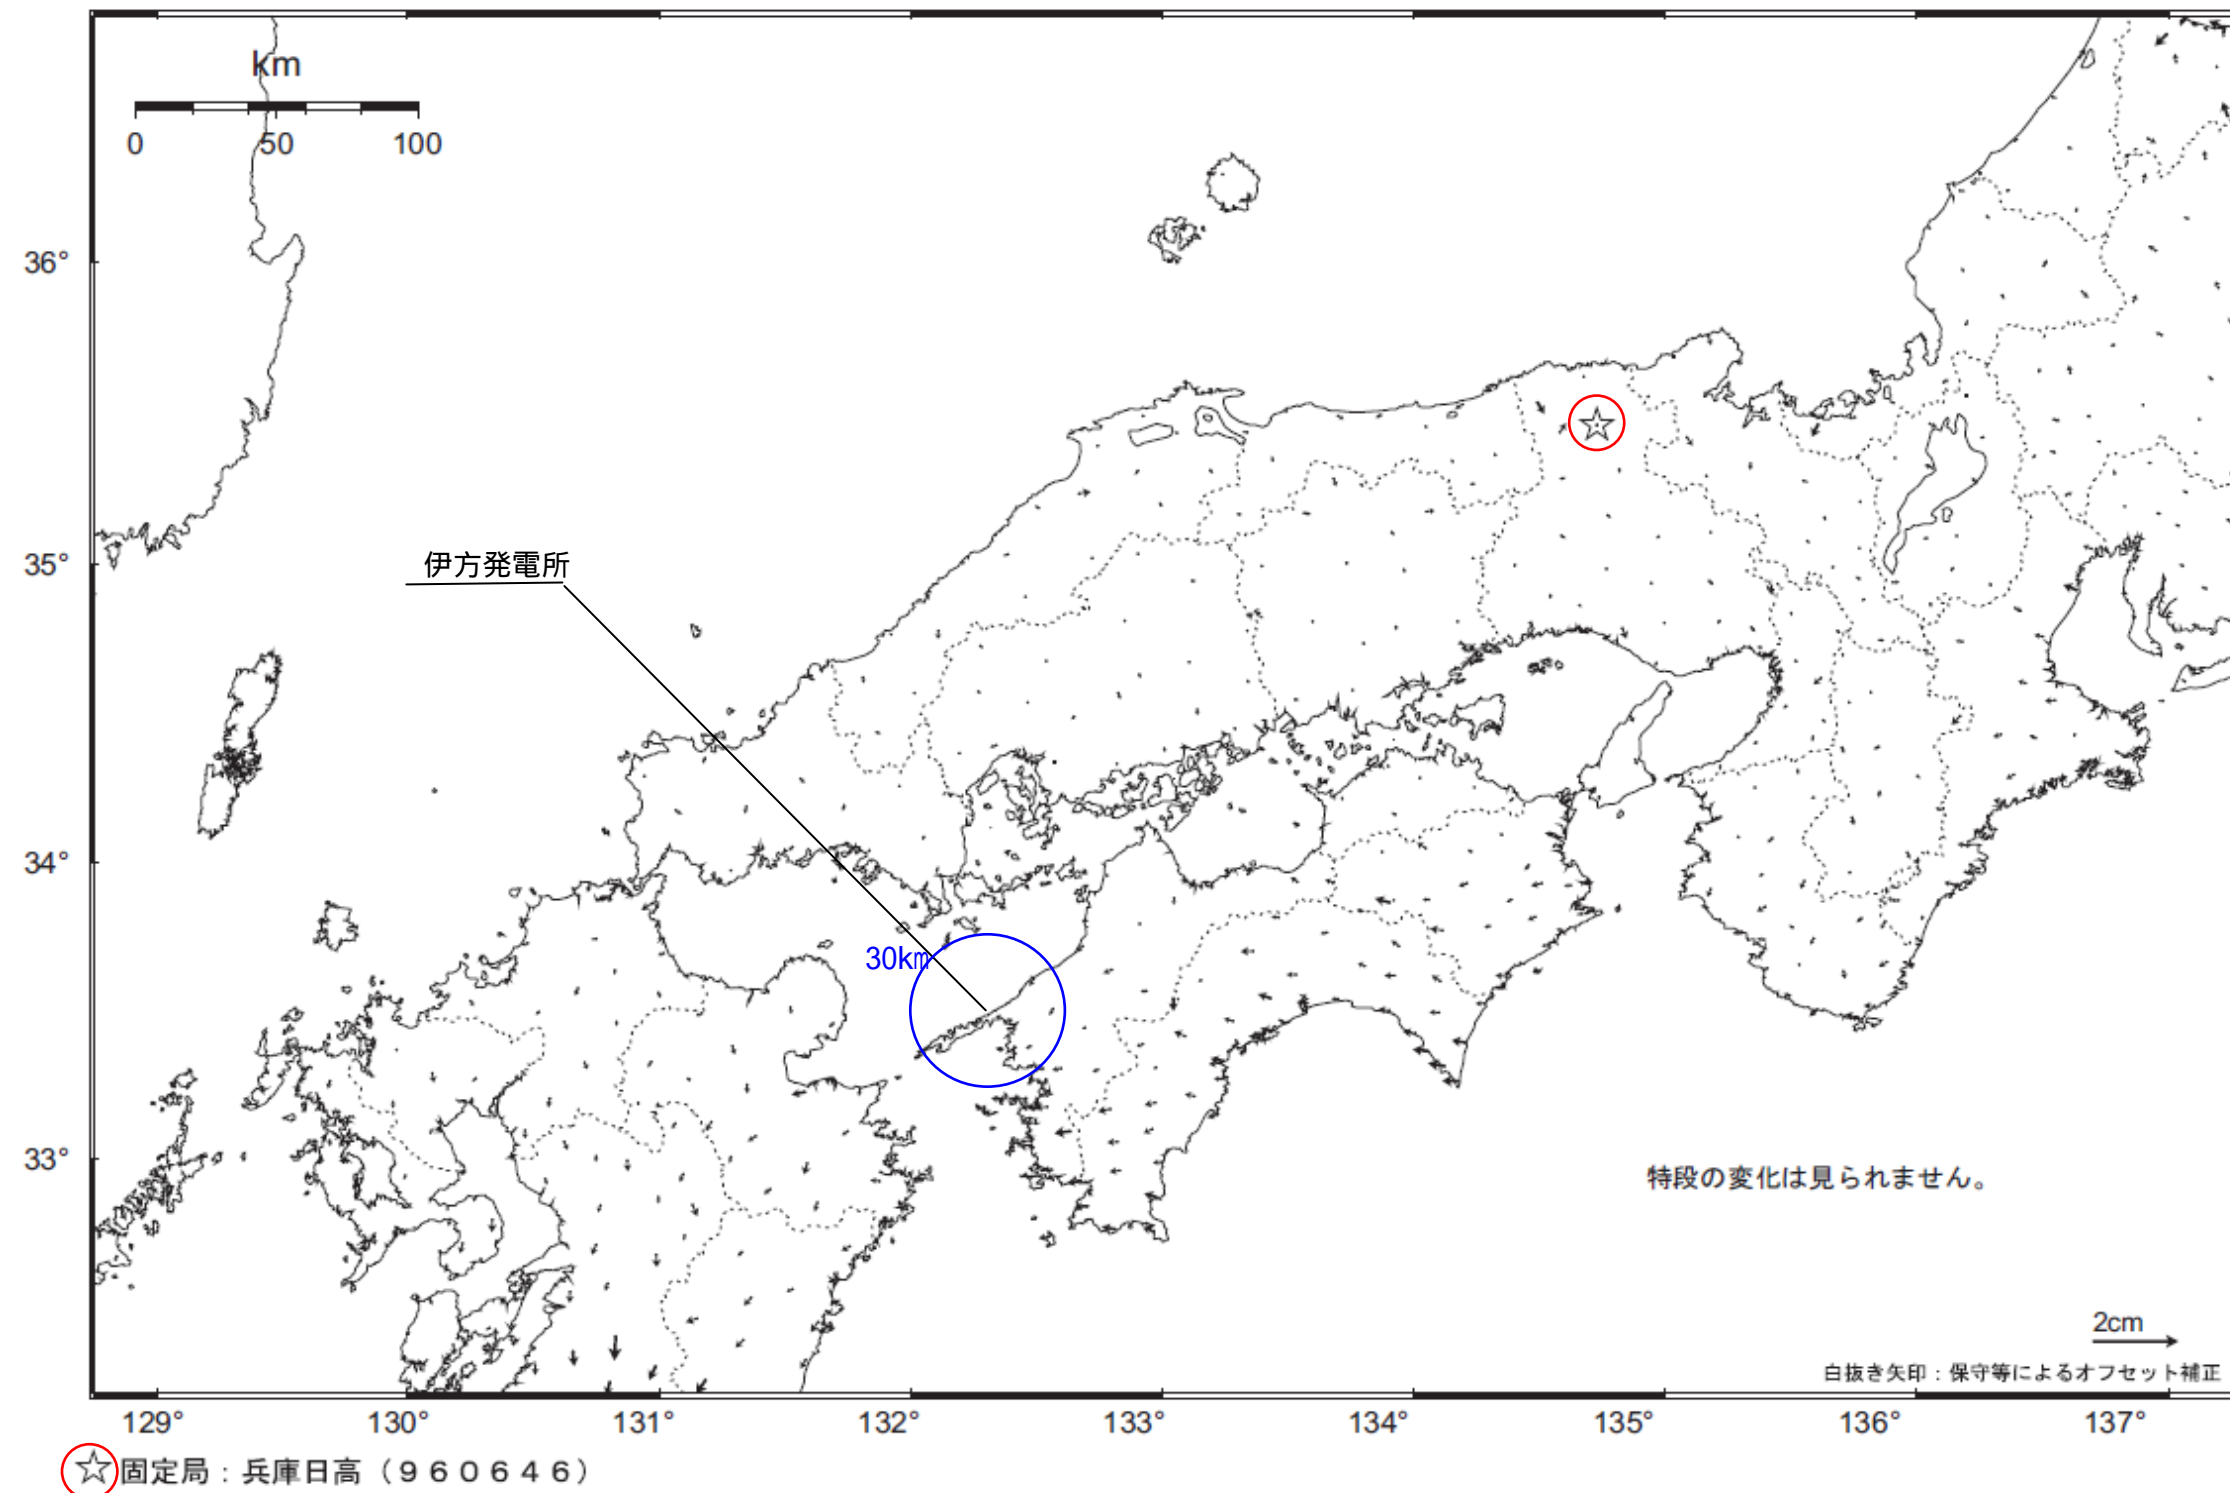 km
0 50 100
36°
35°
伊方発電所
34°
30㎞
33°
特段の変化は見られません。
2cm
白抜き矢印：保守等によるオフセット補正
129° 130° 131° 132° 133° 134° 135° 136° 137°
☆固定局：兵庫日高（９６０６４６）